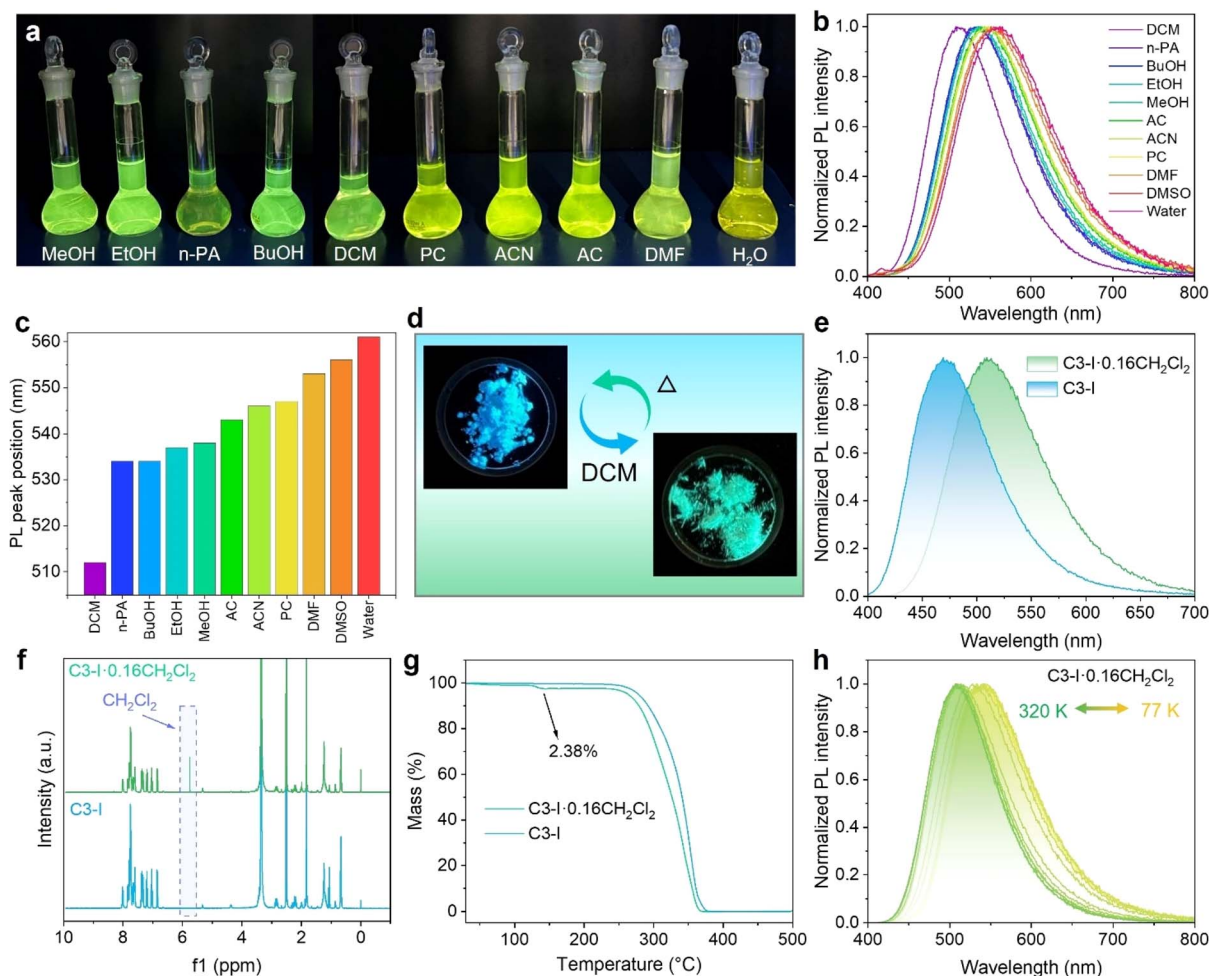 a
MeOH EtOH n-PA BuOH DCM PC ACN AC DMF H₂O
b
Normalized PL intensity
1.0
0.8
0.6
0.4
0.2
0.0
400 500 600 700 800
Wavelength (nm)
DCM
n-PA
BuOH
EtOH
MeOH
AC
ACN
PC
DMF
DMSO
Water
c
PL peak position (nm)
560
550
540
530
520
510
DCM
n-PA
BuOH
EtOH
MeOH
AC
ACN
PC
DMF
DMSO
Water
d
△
DCM
e
Normalized PL intensity
1.0
0.8
0.6
0.4
0.2
0.0
400 450 500 550 600 650 700
Wavelength (nm)
C3-I·0.16CH₂Cl₂
C3-I
f
C3-I·0.16CH₂Cl₂
CH₂Cl₂
C3-I
Intensity (a.u.)
10 8 6 4 2 0
f1 (ppm)
g
Mass (%)
100
75
50
25
0
2.38%
C3-I·0.16CH₂Cl₂
C3-I
100 200 300 400 500
Temperature (°C)
h
C3-I·0.16CH₂Cl₂
320 K 77 K
Normalized PL intensity
1.0
0.8
0.6
0.4
0.2
0.0
400 500 600 700 800
Wavelength (nm)